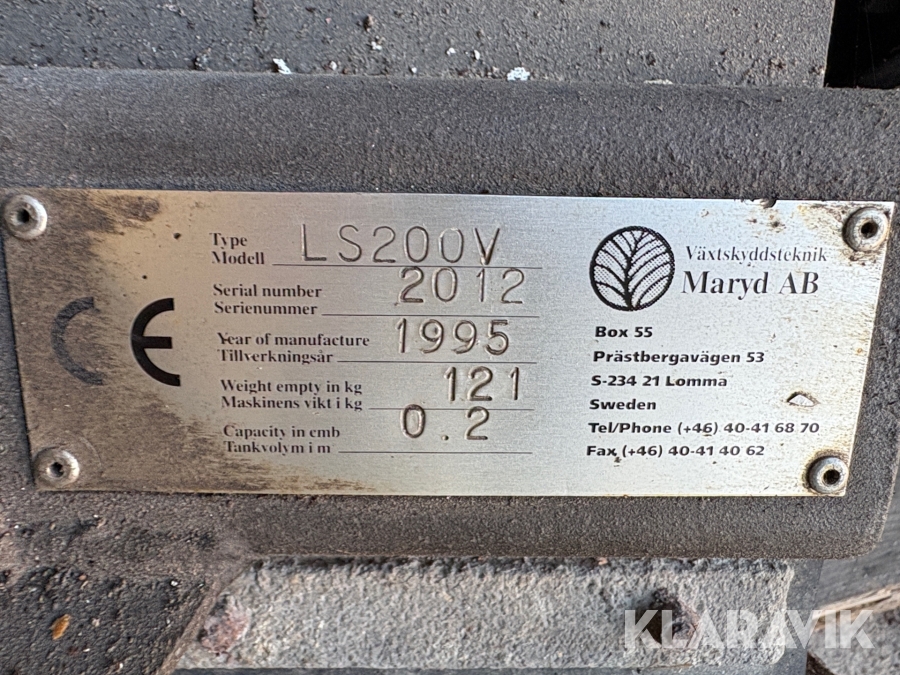 CE
Type
Modell LS200V
Serial number
Serienummer 2012
Year of manufacture
Tillverkningsår 1995
Weight empty in kg
Maskinens vikt i kg 121
Capacity in cmb
Tankvolym i m 0.2
Växtskyddsteknik
Maryd AB
Box 55
Prästbergavägen 53
S-234 21 Lomma
Sweden
Tel/Phone (+46) 40-41 68 70
Fax (+46) 40-41 40 62
KLARAVIK